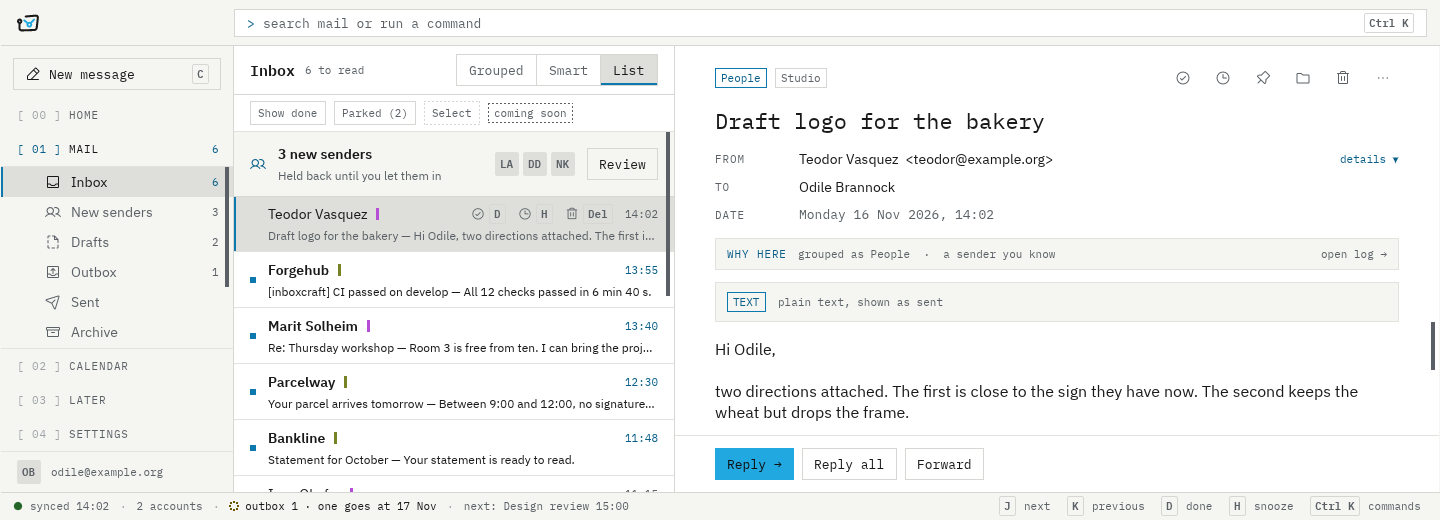 > search mail or run a command Ctrl K
New message C
[ 00 ] HOME
[ 01 ] MAIL 6
Inbox 6
New senders 3
Drafts 2
Outbox 1
Sent
Archive
[ 02 ] CALENDAR
[ 03 ] LATER
[ 04 ] SETTINGS
OB odile@example.org
Inbox 6 to read Grouped Smart List
Show done Parked (2) Select coming soon
3 new senders
Held back until you let them in
LA DD NK Review
Teodor Vasquez D H Del 14:02
Draft logo for the bakery — Hi Odile, two directions attached. The first i…
Forgehub 13:55
[inboxcraft] CI passed on develop — All 12 checks passed in 6 min 40 s.
Marit Solheim 13:40
Re: Thursday workshop — Room 3 is free from ten. I can bring the proj…
Parcelway 12:30
Your parcel arrives tomorrow — Between 9:00 and 12:00, no signature…
Bankline 11:48
Statement for October — Your statement is ready to read.
People Studio ···
Draft logo for the bakery
FROM Teodor Vasquez <teodor@example.org> details ▾
TO Odile Brannock
DATE Monday 16 Nov 2026, 14:02
WHY HERE grouped as People · a sender you know open log →
TEXT plain text, shown as sent
Hi Odile,
two directions attached. The first is close to the sign they have now. The second keeps the
wheat but drops the frame.
Reply → Reply all Forward
synced 14:02 · 2 accounts · outbox 1 · one goes at 17 Nov · next: Design review 15:00
J next K previous D done H snooze Ctrl K commands